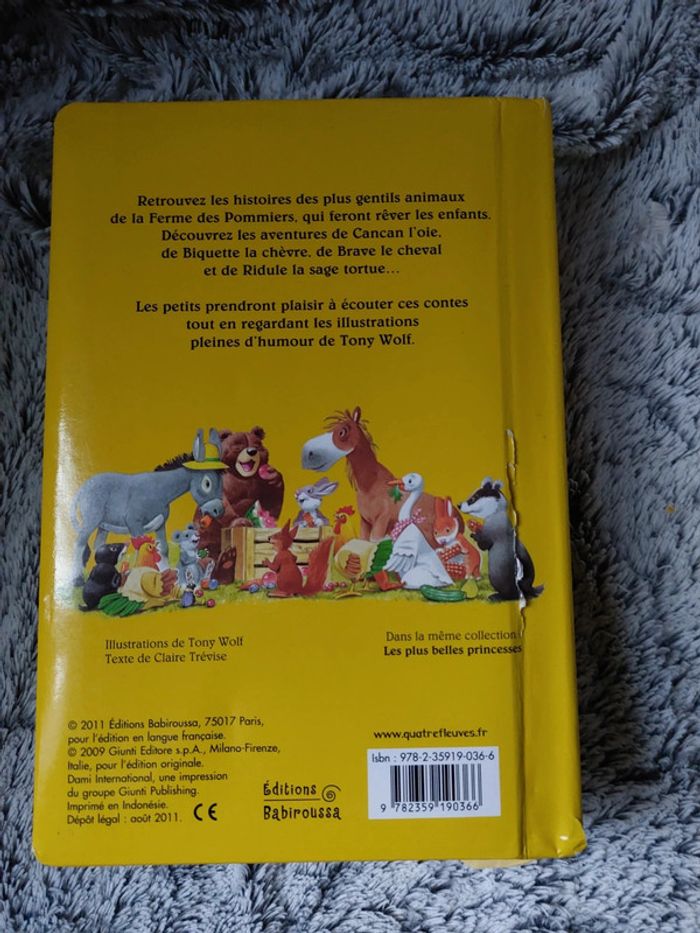 Retrouvez les histoires des plus gentils animaux
de la Ferme des Pommiers, qui feront rêver les enfants.
Découvrez les aventures de Cancan l'oie,
de Biquette la chèvre, de Brave le cheval
et de Ridule la sage tortue...
Les petits prendront plaisir à écouter ces contes
tout en regardant les illustrations
pleines d'humour de Tony Wolf.
Illustrations de Tony Wolf
Texte de Claire Trévise
Dans la même collection
Les plus belles princesses
© 2011 Éditions Babiroussa, 75017 Paris,
pour l'édition en langue française.
© 2009 Giunti Editore s.p.A., Milano-Firenze,
Italie, pour l'édition originale.
Dami International, une impression
du groupe Giunti Publishing.
Imprimé en Indonésie.
Dépôt légal : août 2011. CE
Éditions
Babiroussa
www.quatrefleuves.fr
Isbn : 978-2-35919-036-6
9 782359 190366